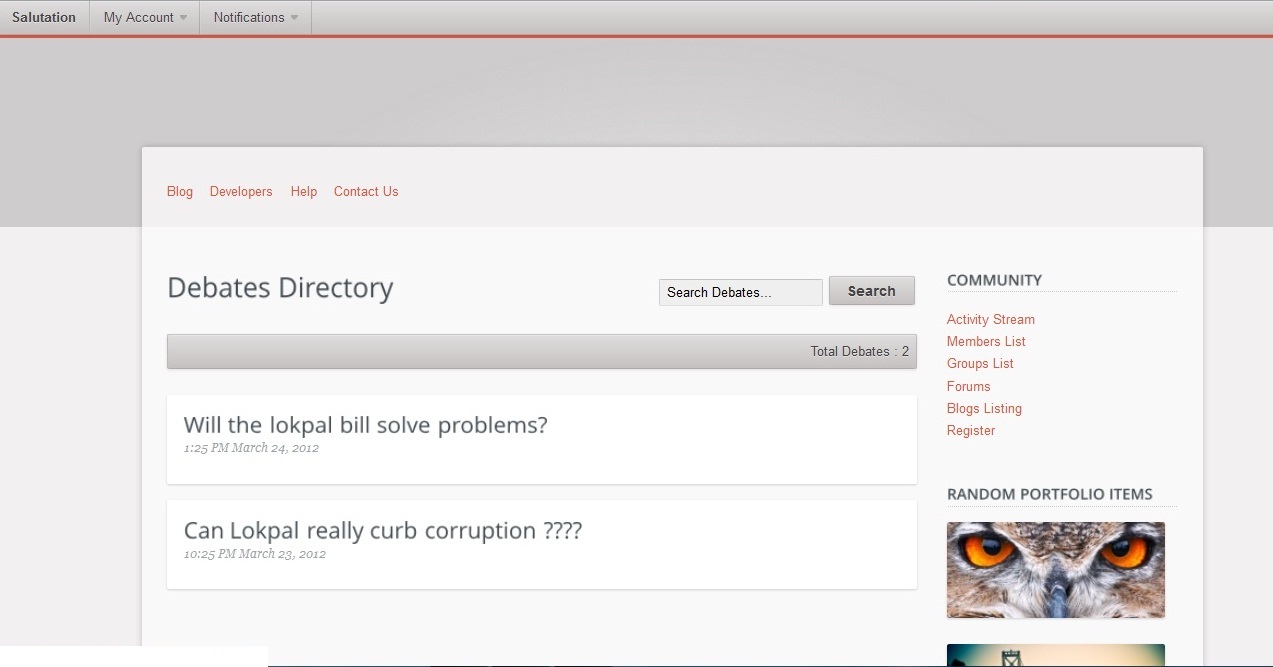 Salutation My Account Notifications
Blog Developers Help Contact Us
Debates Directory
Search Debates... Search
Total Debates : 2
Will the lokpal bill solve problems?
1:25 PM March 24, 2012
Can Lokpal really curb corruption ????
10:25 PM March 23, 2012
COMMUNITY
Activity Stream
Members List
Groups List
Forums
Blogs Listing
Register
RANDOM PORTFOLIO ITEMS